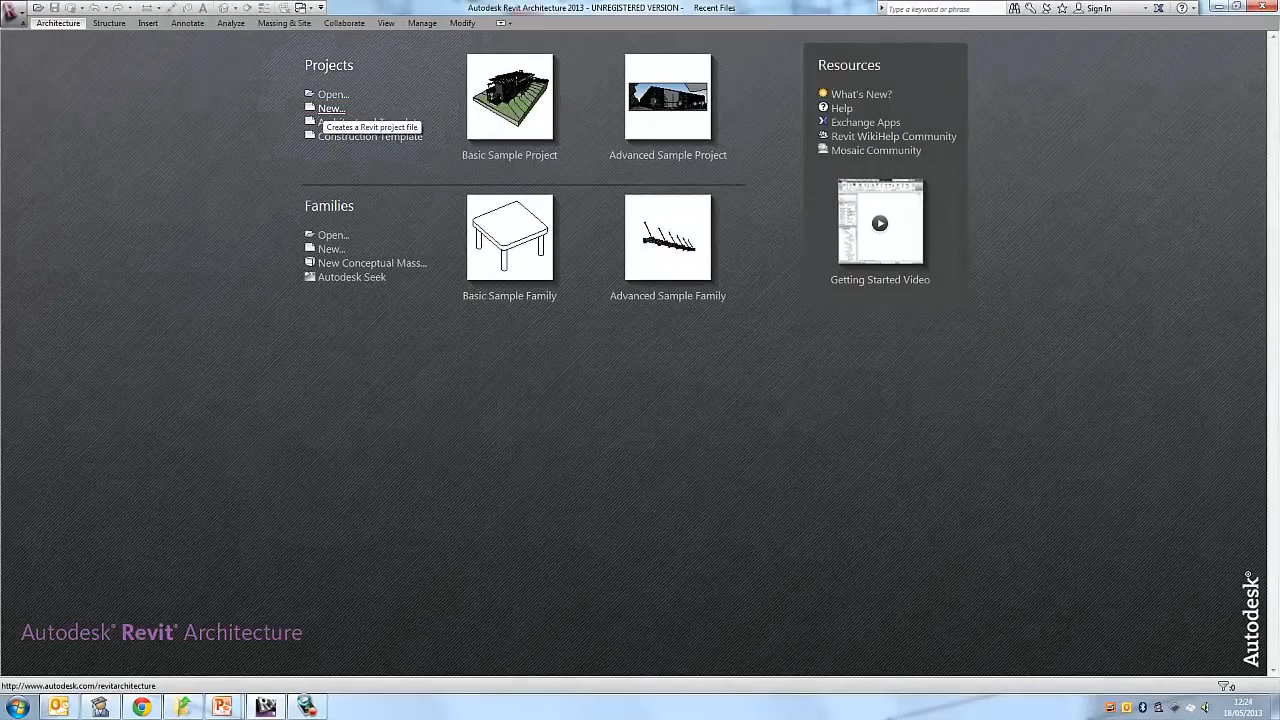 Autodesk Revit Architecture 2013 - UNREGISTERED VERSION - Recent Files
Type a keyword or phrase
Sign In
Architecture Structure Insert Annotate Analyze Massing & Site Collaborate View Manage Modify
Projects
Open...
New...
Creates a Revit project file
Construction Template
Basic Sample Project
Advanced Sample Project
Families
Open...
New...
New Conceptual Mass...
Autodesk Seek
Basic Sample Family
Advanced Sample Family
Resources
What's New?
Help
Exchange Apps
Revit WikiHelp Community
Mosaic Community
Getting Started Video
Autodesk® Revit® Architecture
Autodesk®
http://www.autodesk.com/revitarchitecture
:0
12:24
18/05/2013